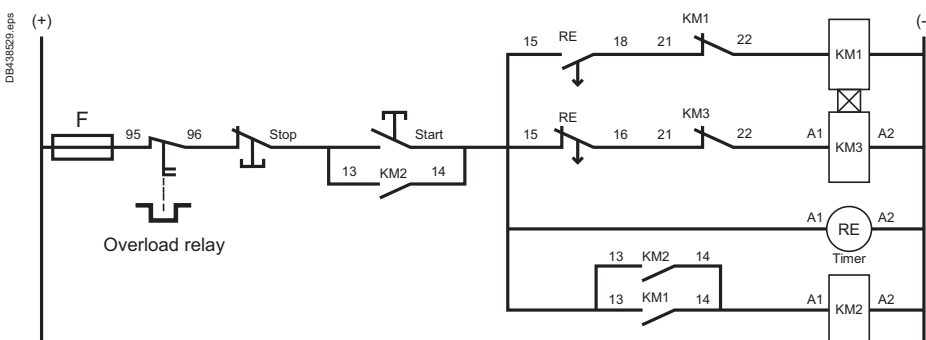 DB438529.eps
(+)
(-
KM1
15 RE 18 21 22
KM1
F
95 96 Stop Start
15 RE 16 21 KM3 22 A1 KM3 A2
13 KM2 14
Overload relay
A1 RE A2
Timer
13 KM2 14
13 KM1 14 A1 KM2 A2